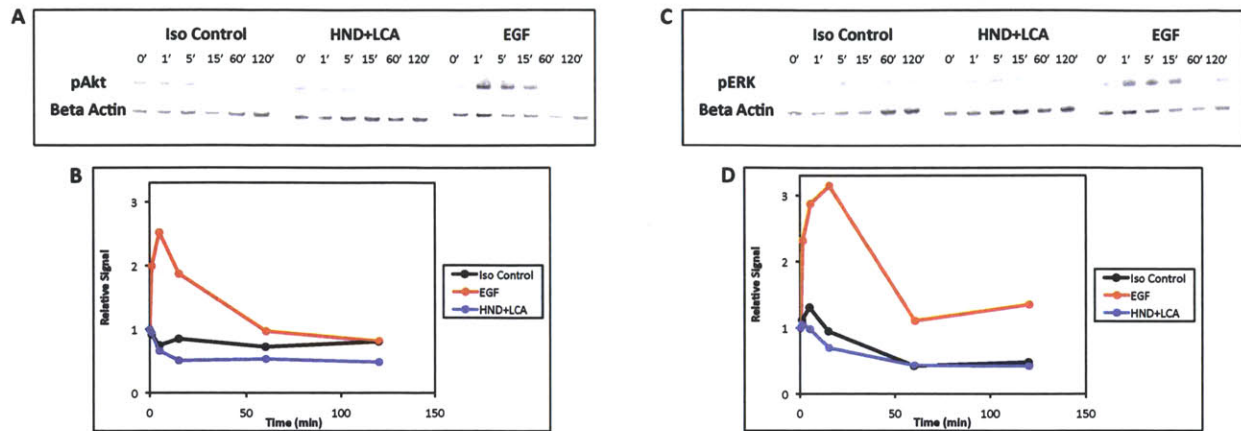 A
Iso Control HND+LCA EGF
0' 1' 5' 15' 60' 120' 0' 1' 5' 15' 60' 120' 0' 1' 5' 15' 60' 120'
pAkt
Beta Actin
B
3
2
1
0
Relative Signal
0 50 100 150
Time (min)
Iso Control
EGF
HND+LCA
C
Iso Control HND+LCA EGF
0' 1' 5' 15' 60' 120' 0' 1' 5' 15' 60' 120' 0' 1' 5' 15' 60' 120'
pERK
Beta Actin
D
3
2
1
0
Relative Signal
0 50 100 150
Time (min)
Iso Control
EGF
HND+LCA